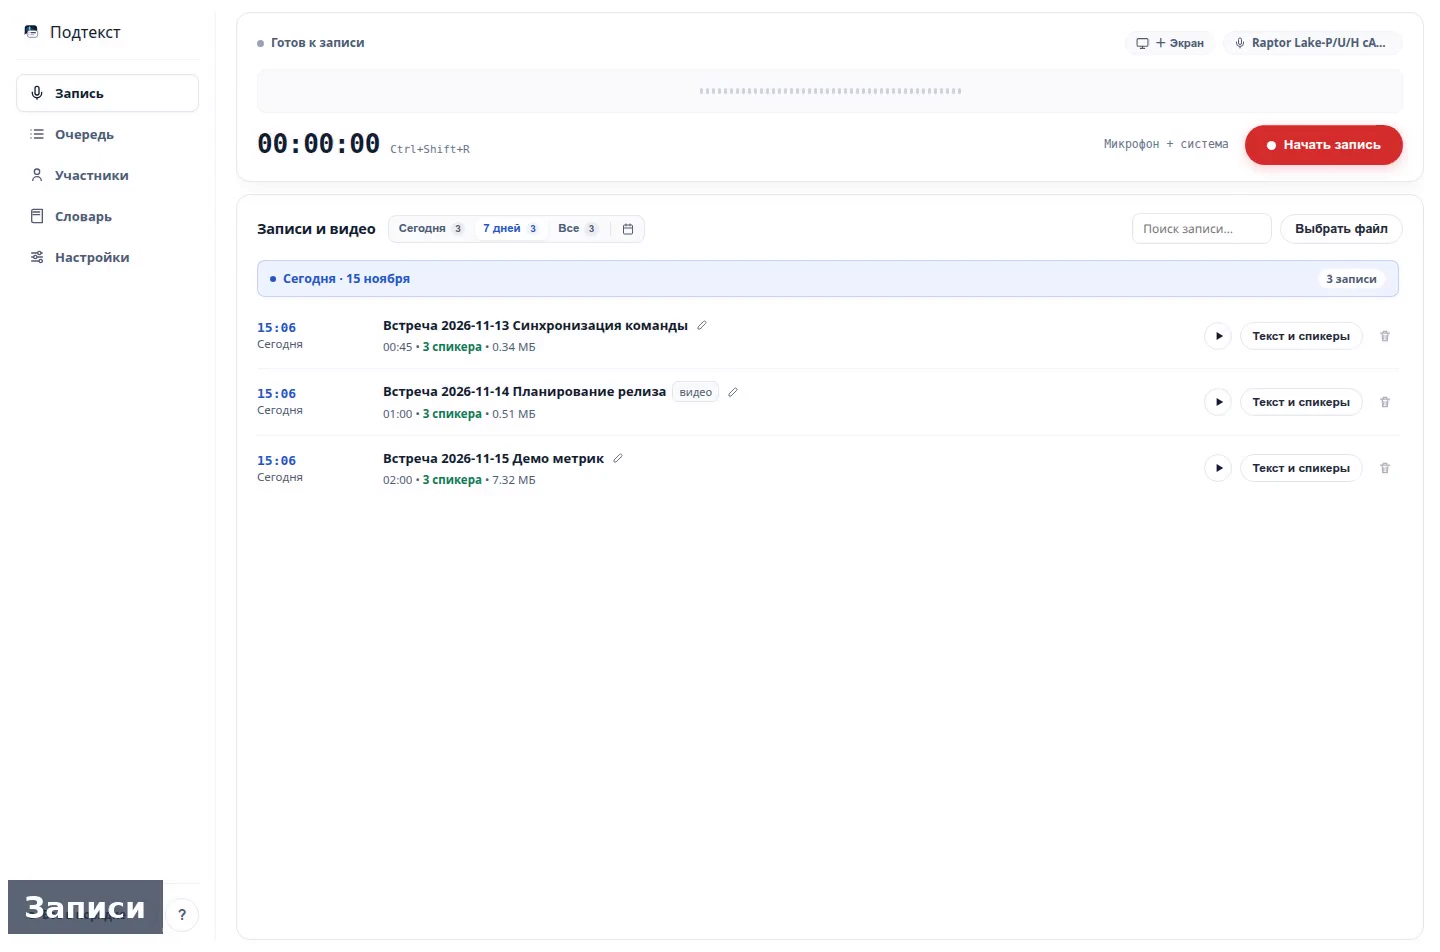 Подтекст
Запись
Очередь
Участники
Словарь
Настройки
Записи
?
Готов к записи
Экран
Raptor Lake-P/U/H cA...
00:00:00 Ctrl+Shift+R
Микрофон + система
Начать запись
Записи и видео
Сегодня 3
7 дней 3
Все 3
Поиск записи...
Выбрать файл
Сегодня · 15 ноября
3 записи
15:06
Сегодня
Встреча 2026-11-13 Синхронизация команды
00:45 • 3 спикера • 0.34 МБ
Текст и спикеры
15:06
Сегодня
Встреча 2026-11-14 Планирование релиза видео
01:00 • 3 спикера • 0.51 МБ
Текст и спикеры
15:06
Сегодня
Встреча 2026-11-15 Демо метрик
02:00 • 3 спикера • 7.32 МБ
Текст и спикеры